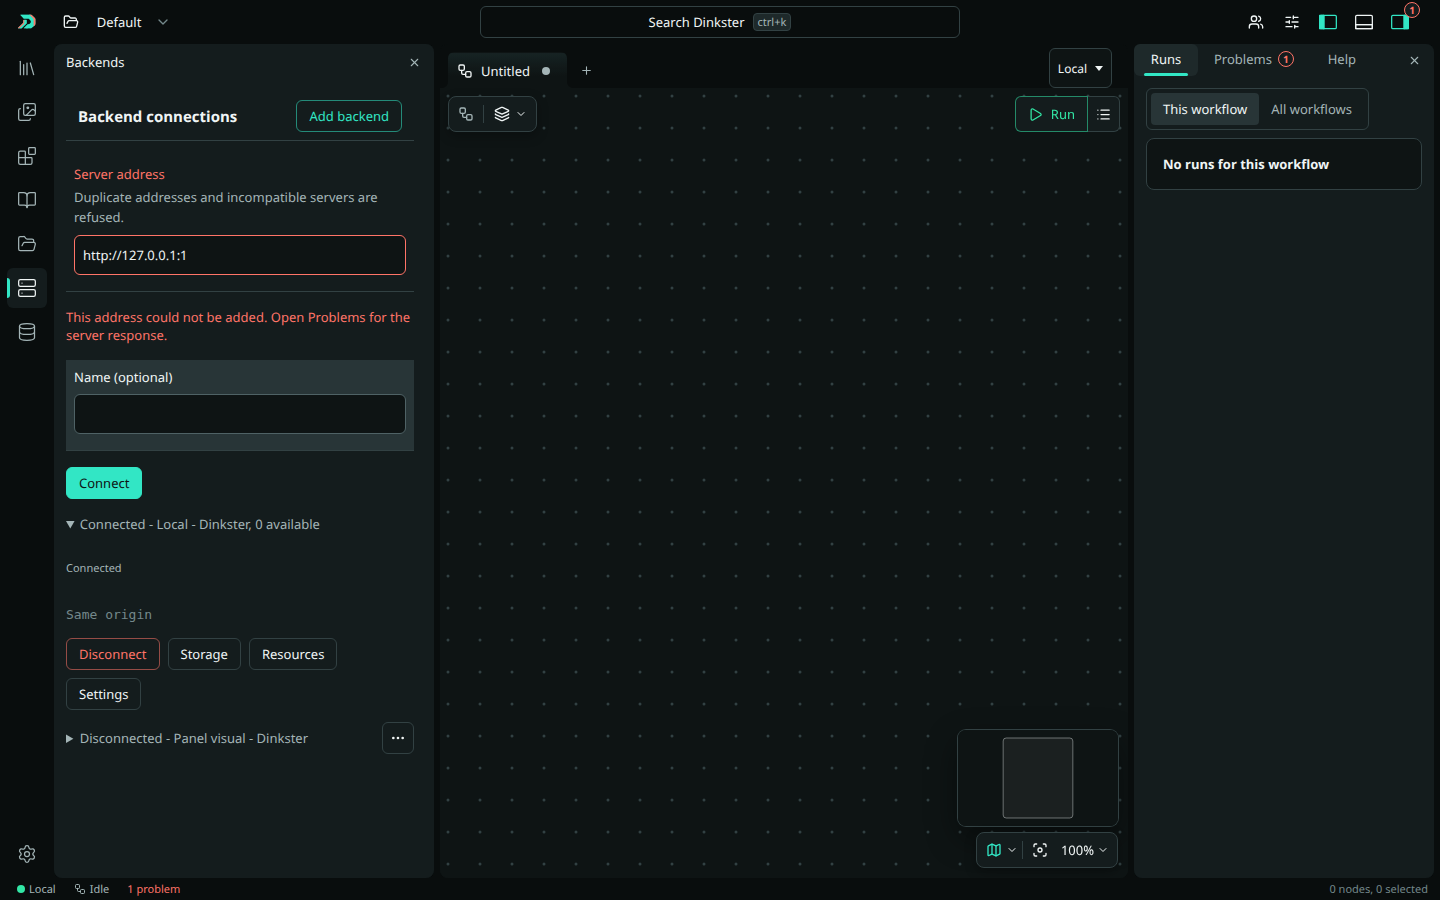 Default
Search Dinkster ctrl+k
1
Backends
Backend connections
Add backend
Server address
Duplicate addresses and incompatible servers are
refused.
http://127.0.0.1:1
This address could not be added. Open Problems for the
server response.
Name (optional)
Connect
Connected - Local - Dinkster, 0 available
Connected
Same origin
Disconnect
Storage
Resources
Settings
Disconnected - Panel visual - Dinkster
Untitled
Local
Run
100%
Runs
Problems 1
Help
This workflow
All workflows
No runs for this workflow
Local
Idle
1 problem
0 nodes, 0 selected